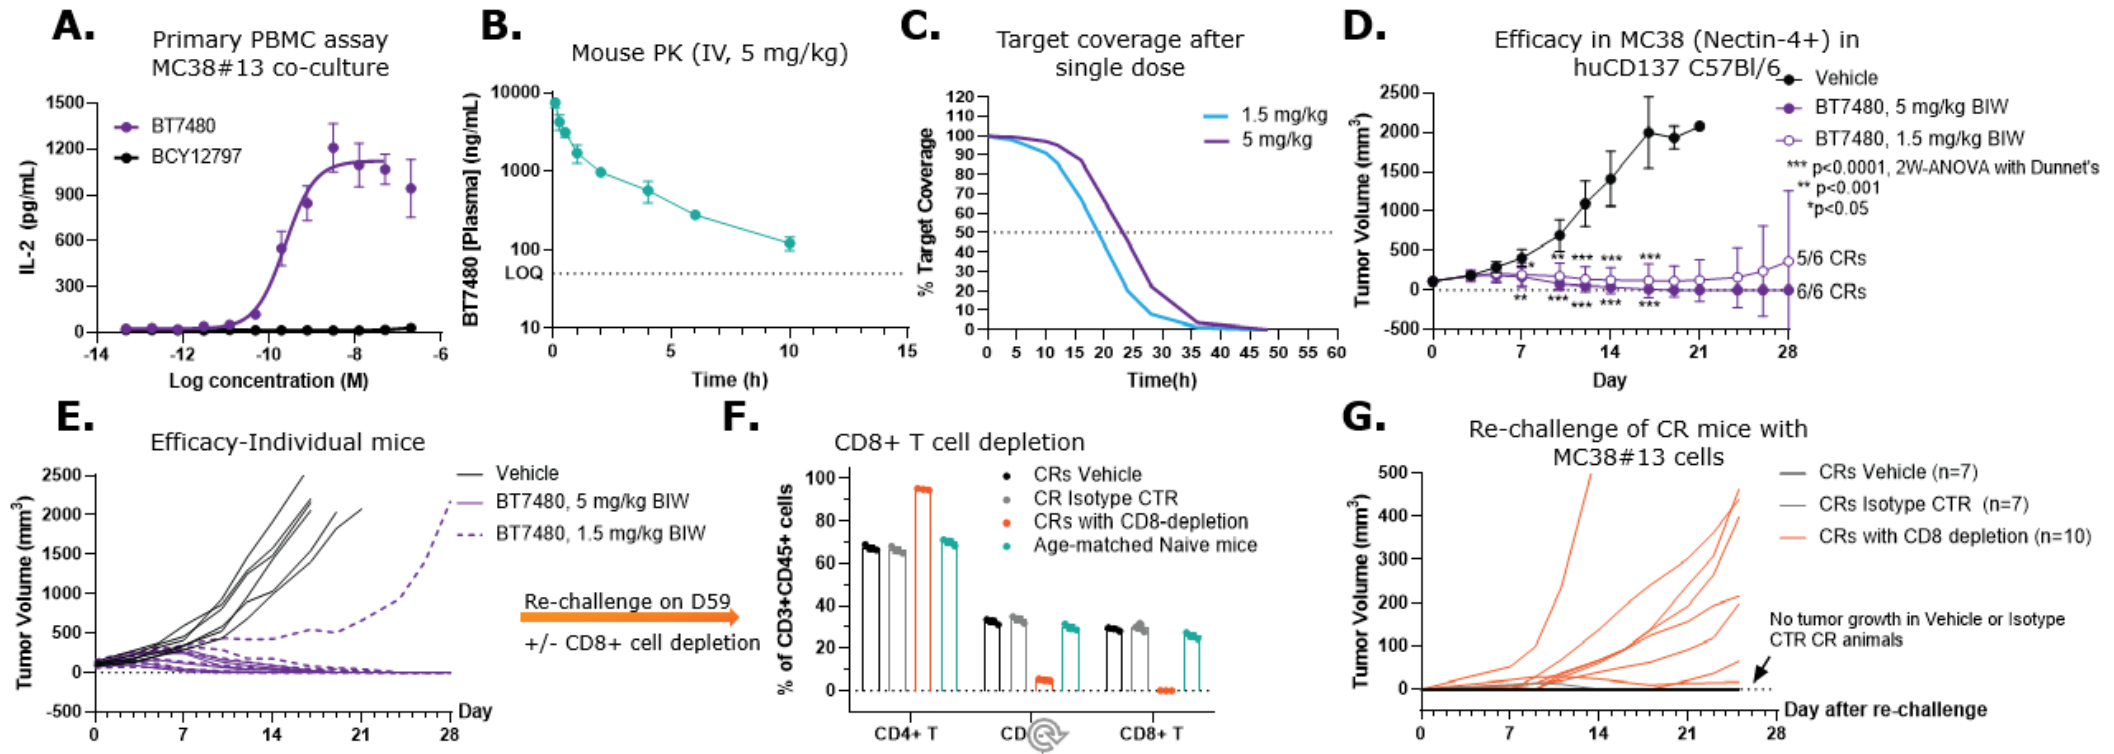 A.
Primary PBMC assay
MC38#13 co-culture
1500
1200
900
600
300
0
IL-2 (pg/mL)
BT7480
BCY12797
-14 -12 -10 -8 -6
Log concentration (M)
B.
Mouse PK (IV, 5 mg/kg)
10000
1000
100
LOQ
10
BT7480 [Plasma] (ng/mL)
0 5 10 15
Time (h)
C.
Target coverage after
single dose
120
110
100
90
80
70
60
50
40
30
20
10
0
% Target Coverage
1.5 mg/kg
5 mg/kg
0 5 10 15 20 25 30 35 40 45 50 55 60
Time(h)
D.
Efficacy in MC38 (Nectin-4+) in
huCD137 C57Bl/6
Vehicle
BT7480, 5 mg/kg BIW
BT7480, 1.5 mg/kg BIW
*** p<0.0001, 2W-ANOVA with Dunnet's
** p<0.001
*p<0.05
2500
2000
1500
1000
500
0
-500
Tumor Volume (mm³)
* ** *** *** ***
** *** *** *** ***
5/6 CRs
6/6 CRs
0 7 14 21 28
Day
E.
Efficacy-Individual mice
2500
2000
1500
1000
500
0
-500
Tumor Volume (mm³)
Vehicle
BT7480, 5 mg/kg BIW
BT7480, 1.5 mg/kg BIW
Day
0 7 14 21 28
Re-challenge on D59
+/- CD8+ cell depletion
F.
CD8+ T cell depletion
100
80
60
40
20
0
% of CD3+CD45+ cells
CRs Vehicle
CR Isotype CTR
CRs with CD8-depletion
Age-matched Naive mice
CD4+ T CD CD8+ T
G.
Re-challenge of CR mice with
MC38#13 cells
500
400
300
200
100
0
Tumor Volume (mm³)
CRs Vehicle (n=7)
CRs Isotype CTR (n=7)
CRs with CD8 depletion (n=10)
No tumor growth in Vehicle or Isotype
CTR CR animals
Day after re-challenge
0 7 14 21 28